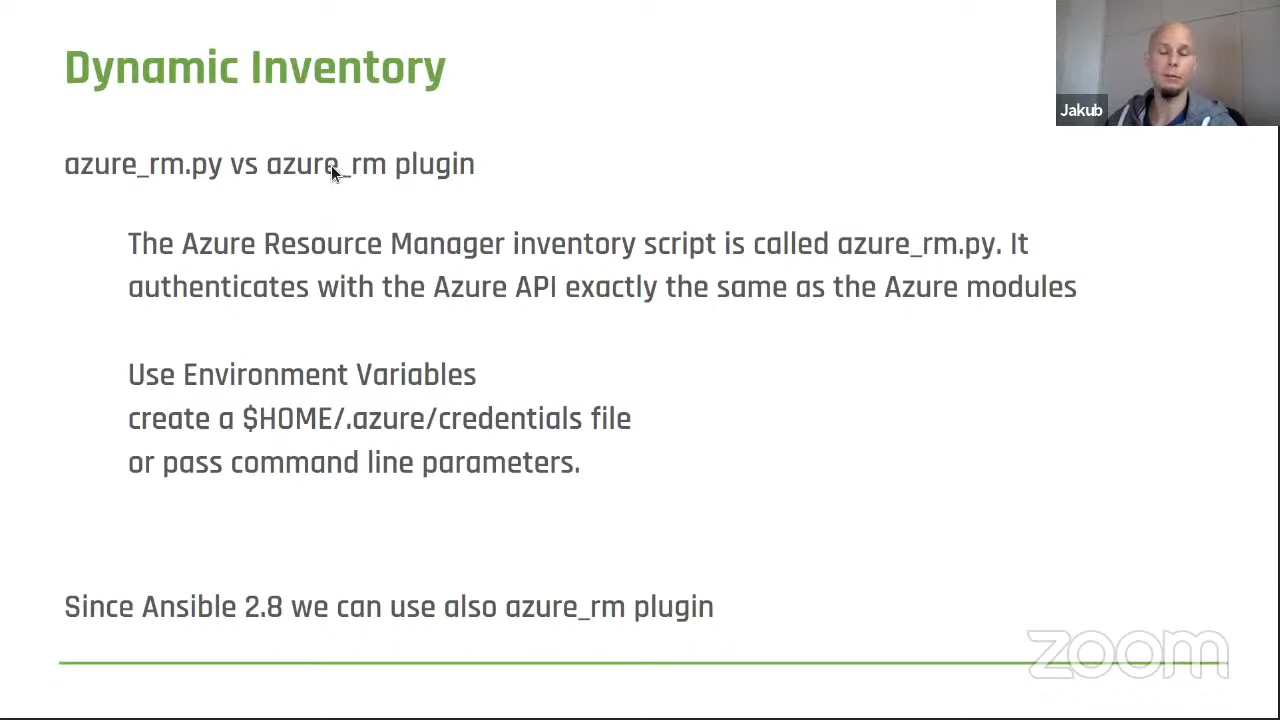 Dynamic Inventory
Jakub
azure_rm.py vs azure_rm plugin
The Azure Resource Manager inventory script is called azure_rm.py. It
authenticates with the Azure API exactly the same as the Azure modules
Use Environment Variables
create a $HOME/.azure/credentials file
or pass command line parameters.
Since Ansible 2.8 we can use also azure_rm plugin
zoom